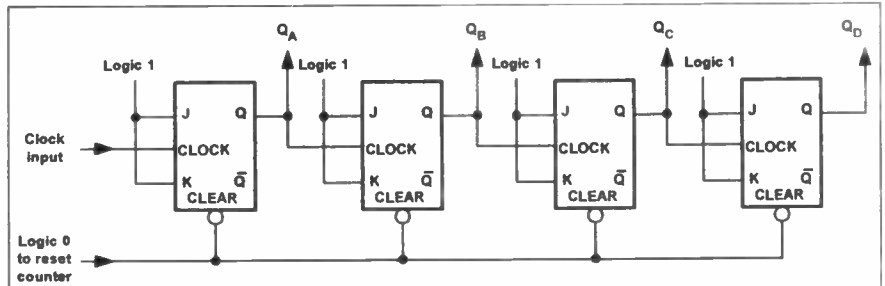 QA
QB
QC
QD
Logic 1
Logic 1
Logic 1
Logic 1
J
Q
J
Q
J
Q
J
Q
Clock
input
CLOCK
CLOCK
CLOCK
CLOCK
K
Q̅
K
Q̅
K
Q̅
K
Q̅
CLEAR
CLEAR
CLEAR
CLEAR
Logic 0
to reset
counter